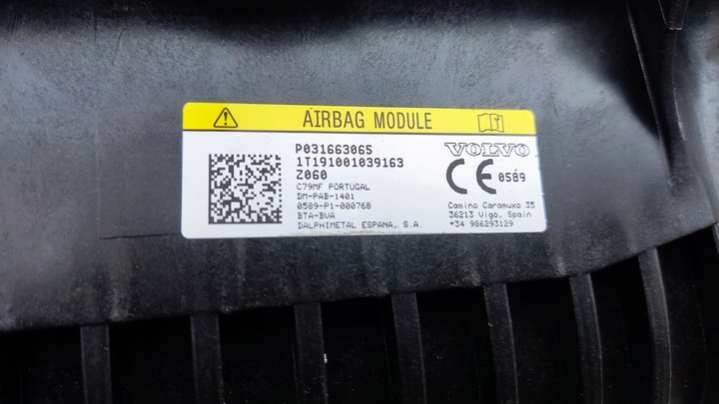 AIRBAG MODULE
P031663065
1T191001039163
Z060
C79MF PORTUGAL
DM-PAB-1401
0589-P1-000768
BTA-BVA
DALPHIMETAL ESPANA, S.A.
VOLVO
CE 0589
Camino Caramuxo 35
36213 Vigo, Spain
+34 986293129